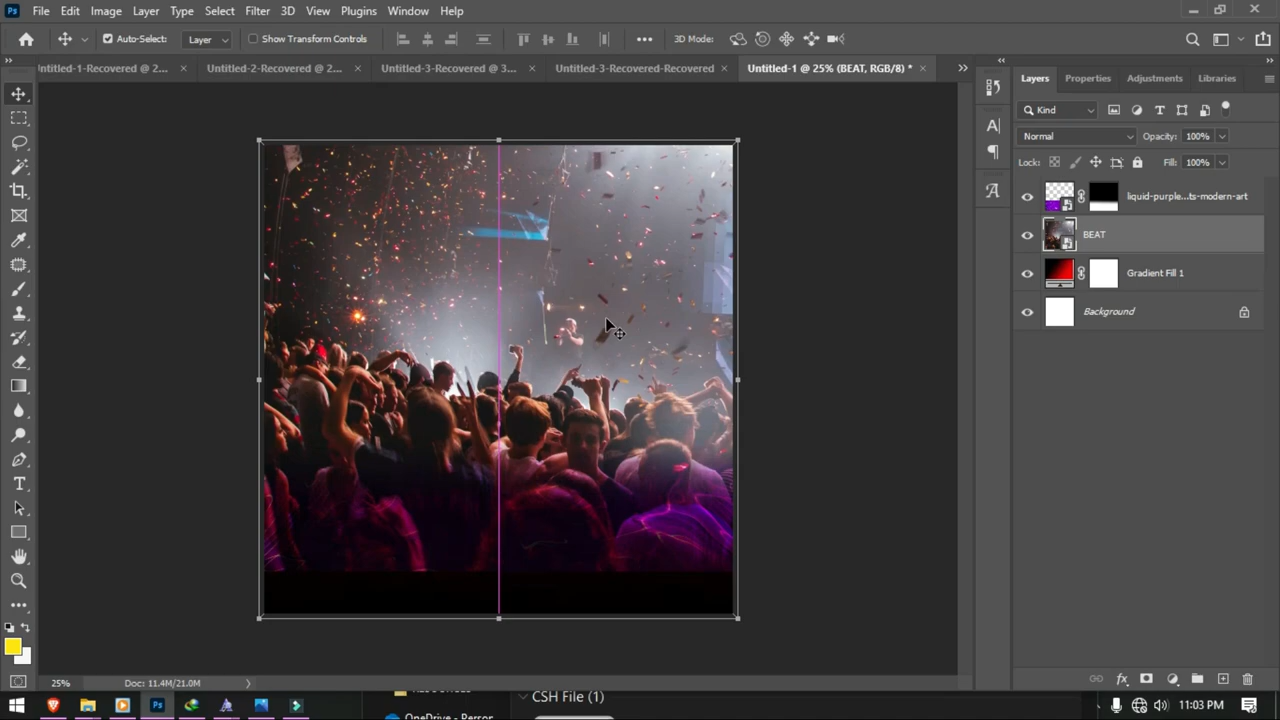 Ps File Edit Image Layer Type Select Filter 3D View Plugins Window Help
Auto-Select: Layer Show Transform Controls 3D Mode:
Untitled-1-Recovered @ 2... × Untitled-2-Recovered @ 2... × Untitled-3-Recovered @ 3... × Untitled-3-Recovered-Recovered × Untitled-1 @ 25% (BEAT, RGB/8) * ×
Layers Properties Adjustments Libraries
Kind
Normal Opacity: 100%
Lock: Fill: 100%
liquid-purple...ts-modern-art
BEAT
Gradient Fill 1
Background
25% Doc: 11.4M/21.0M
CSH File (1)
OneDrive - Person
11:03 PM